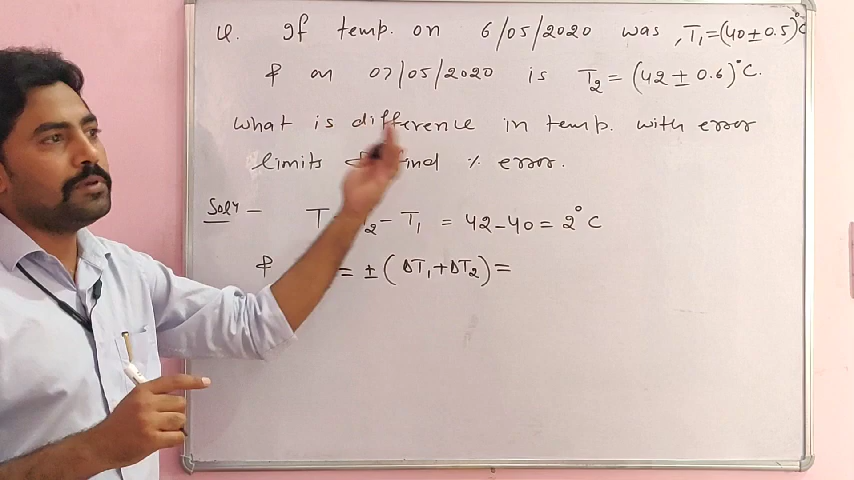 Q. If temp. on 6/05/2020 was, T₁=(40±0.5)°C
& on 07/05/2020 is T₂=(42±0.6)°C.
What is difference in temp. with error
limits & find % error.
Solⁿ – T T₂-T₁ = 42-40=2°C
& = ±(ΔT₁+ΔT₂)=